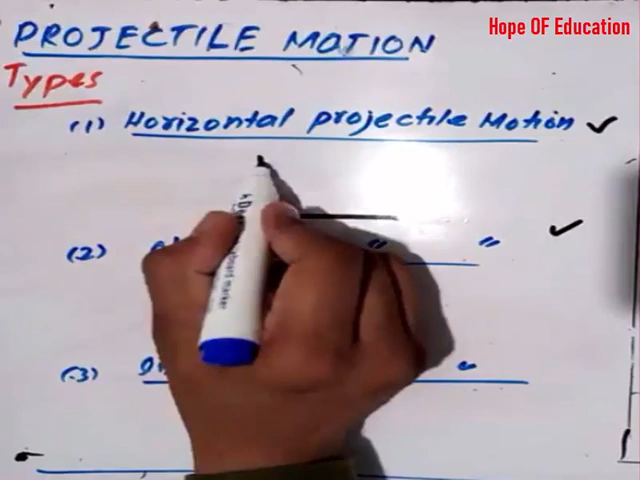 Hope OF Education
PROJECTILE MOTION
Types
(1) Horizontal projectile Motion ✓
(2) " " ✓
(3) "